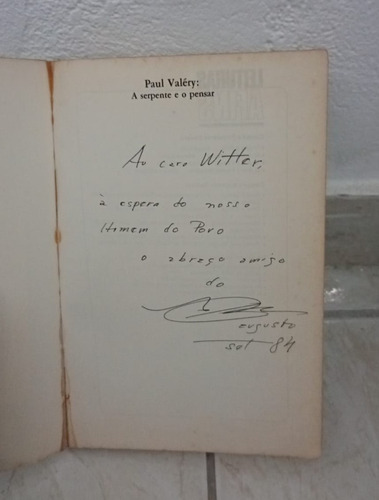 Paul Valéry:
A serpente e o pensar
Ao caro Witter,
à espera do nosso
Homem do Povo
o abraço amigo
do
augusto
set 84